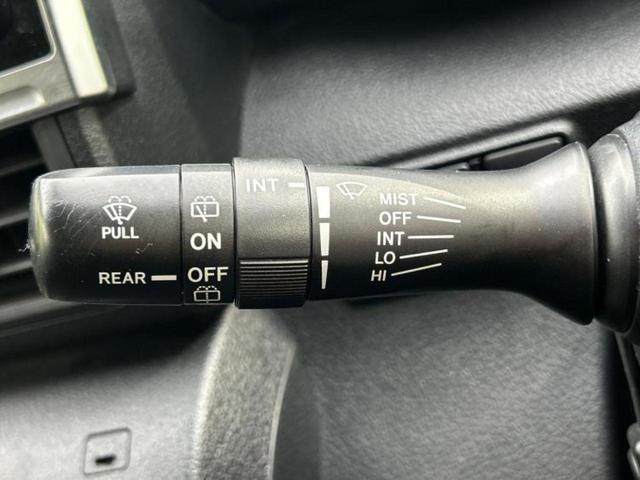 PULL
REAR
ON
OFF
INT
MIST
OFF
INT
LO
HI